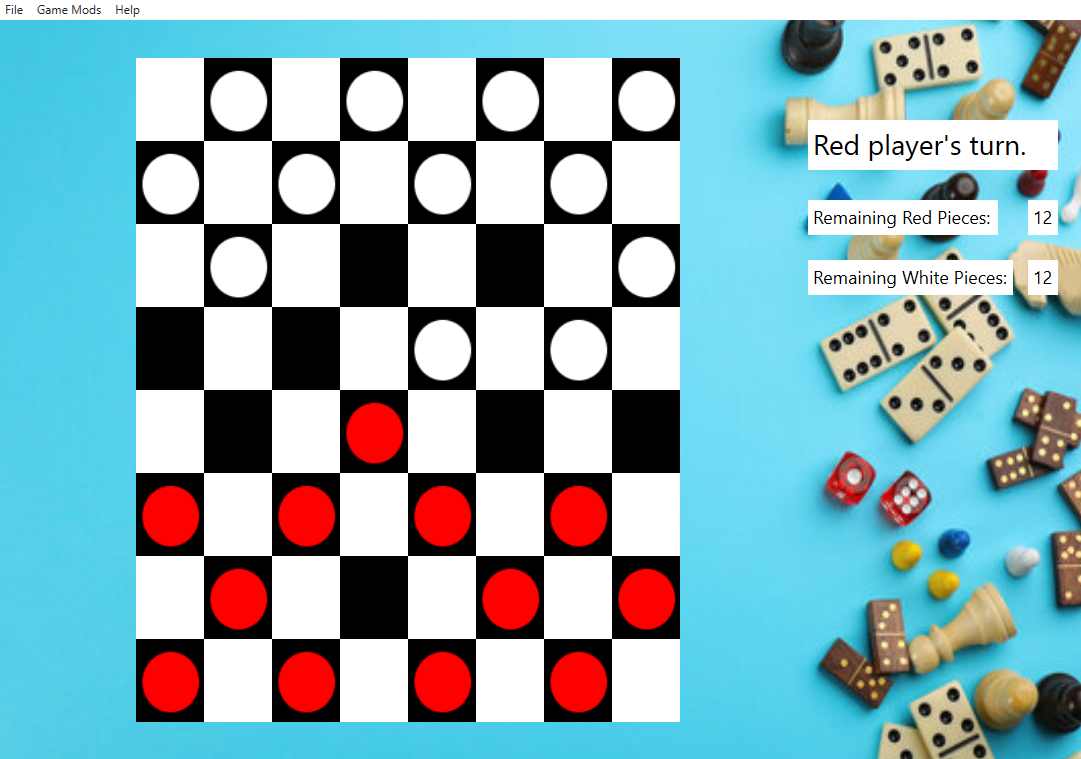 File Game Mods Help
Red player's turn.
Remaining Red Pieces: 12
Remaining White Pieces: 12